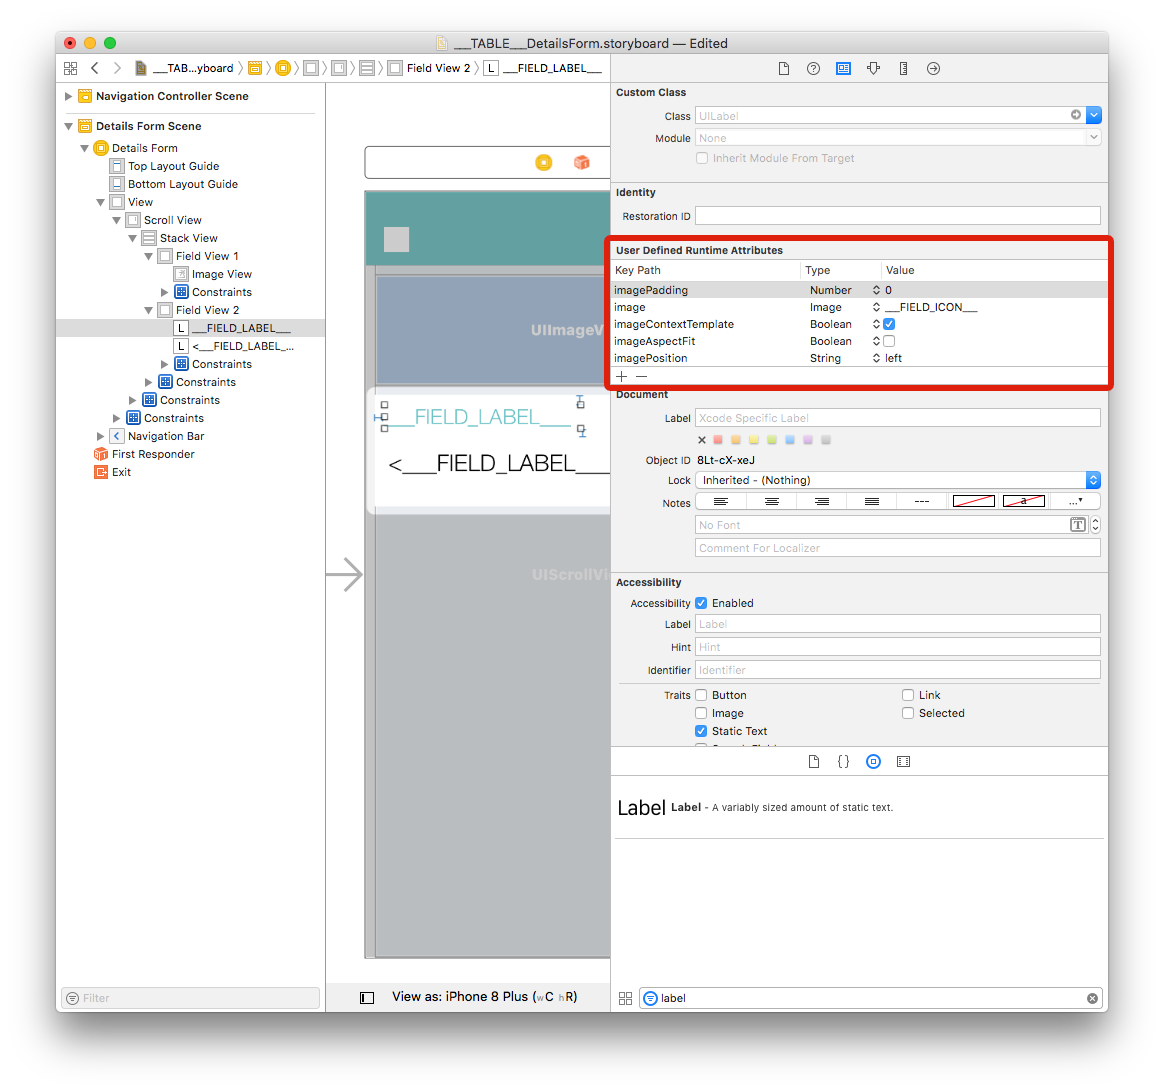 ___TABLE___DetailsForm.storyboard — Edited
___TAB...yboard
Field View 2
L ___FIELD_LABEL___
Navigation Controller Scene
Details Form Scene
Details Form
Top Layout Guide
Bottom Layout Guide
View
Scroll View
Stack View
Field View 1
Image View
Constraints
Field View 2
L ___FIELD_LABEL___
L <___FIELD_LABEL_...
Constraints
Constraints
Constraints
Constraints
Navigation Bar
First Responder
Exit
Filter
UIImageV
___FIELD_LABEL___
<___FIELD_LABEL___
UIScrollVi
View as: iPhone 8 Plus (wC hR)
Custom Class
Class UILabel
Module None
Inherit Module From Target
Identity
Restoration ID
User Defined Runtime Attributes
Key Path Type Value
imagePadding Number 0
image Image ___FIELD_ICON___
imageContextTemplate Boolean
imageAspectFit Boolean
imagePosition String left
Document
Label Xcode Specific Label
Object ID 8Lt-cX-xeJ
Lock Inherited - (Nothing)
Notes --- a ...
No Font T
Comment For Localizer
Accessibility
Accessibility Enabled
Label Label
Hint Hint
Identifier Identifier
Traits Button Link
Image Selected
Static Text
{}
Label Label - A variably sized amount of static text.
label